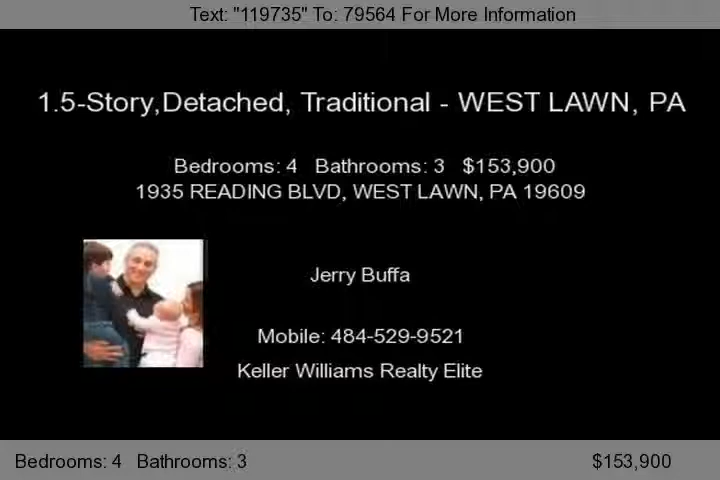 Text: "119735" To: 79564 For More Information
1.5-Story,Detached, Traditional - WEST LAWN, PA
Bedrooms: 4 Bathrooms: 3 $153,900
1935 READING BLVD, WEST LAWN, PA 19609
Jerry Buffa
Mobile: 484-529-9521
Keller Williams Realty Elite
Bedrooms: 4 Bathrooms: 3 $153,900